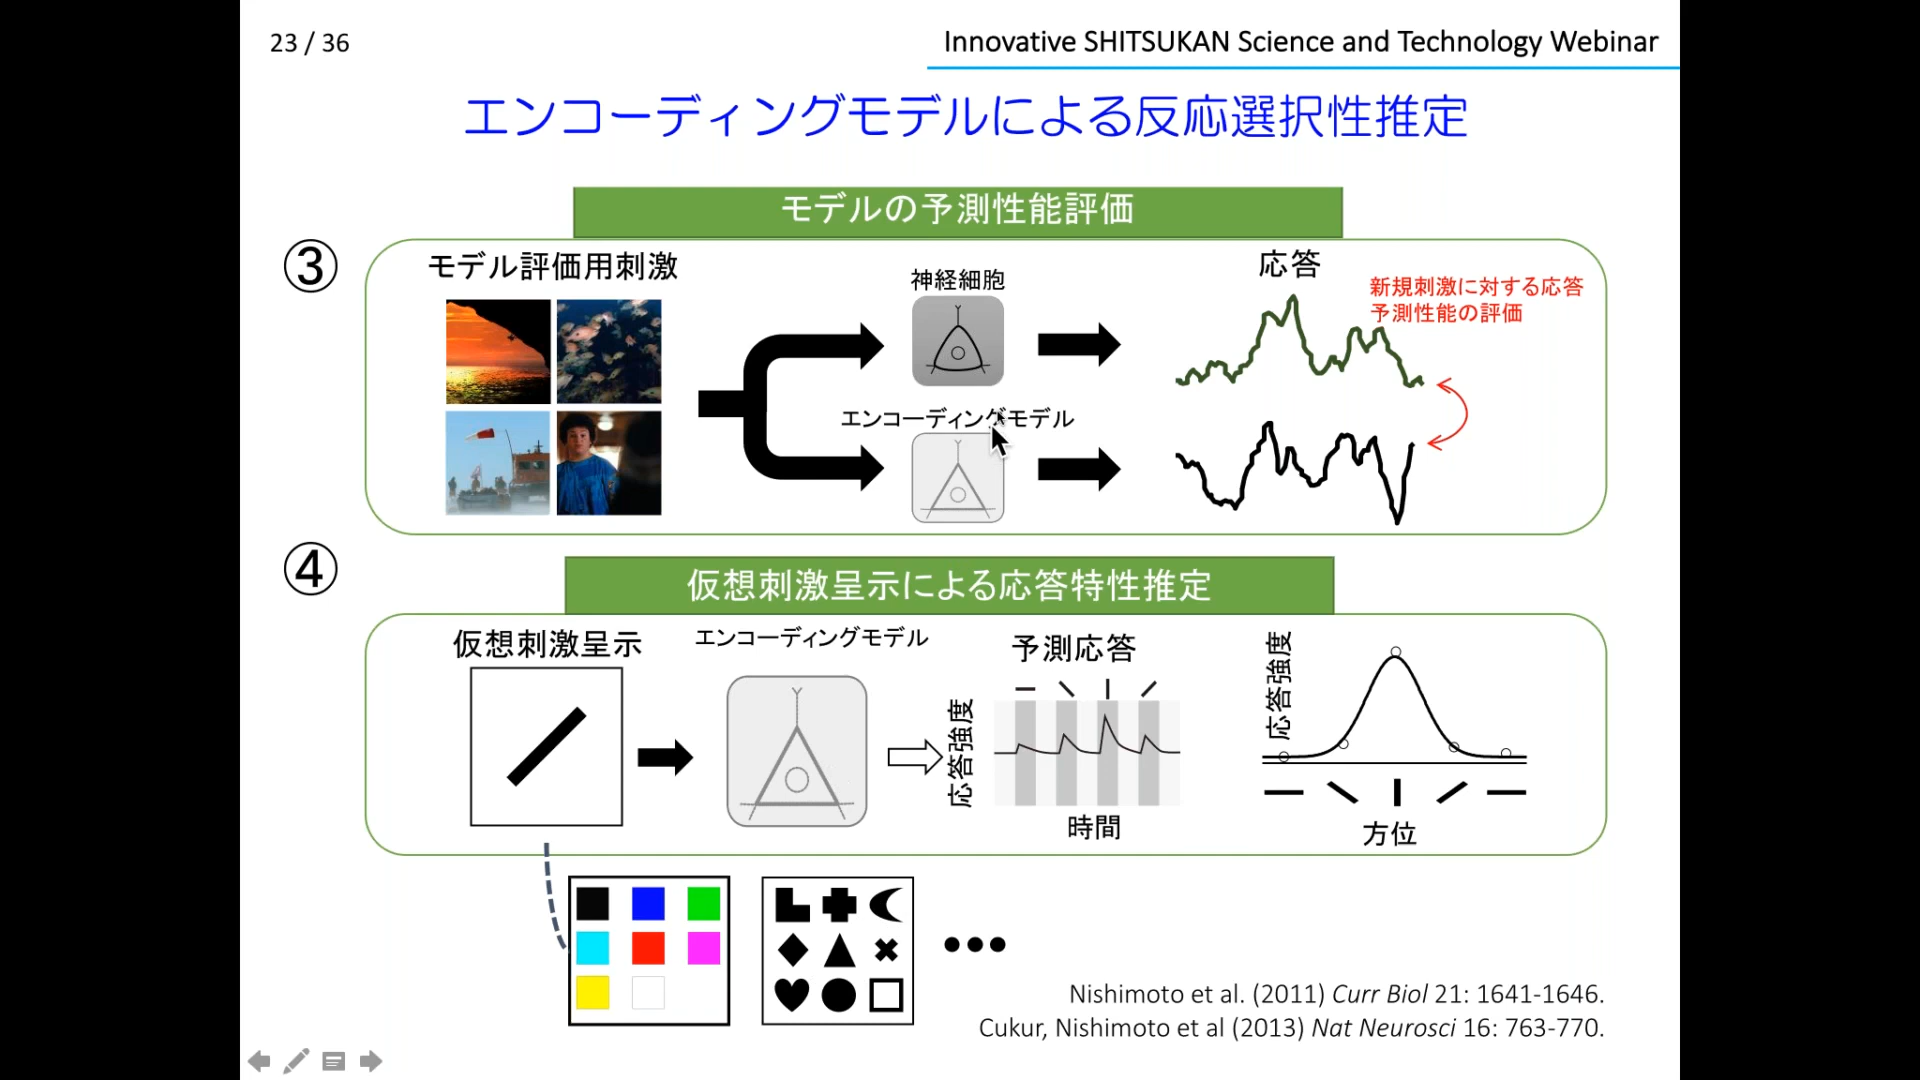 23 / 36
Innovative SHITSUKAN Science and Technology Webinar
エンコーディングモデルによる反応選択性推定
モデルの予測性能評価
③
モデル評価用刺激
神経細胞
応答
新規刺激に対する応答
予測性能の評価
エンコーディングモデル
④
仮想刺激呈示による応答特性推定
仮想刺激呈示
エンコーディングモデル
予測応答
応答強度
時間
応答強度
方位
Nishimoto et al. (2011) Curr Biol 21: 1641-1646.
Cukur, Nishimoto et al (2013) Nat Neurosci 16: 763-770.